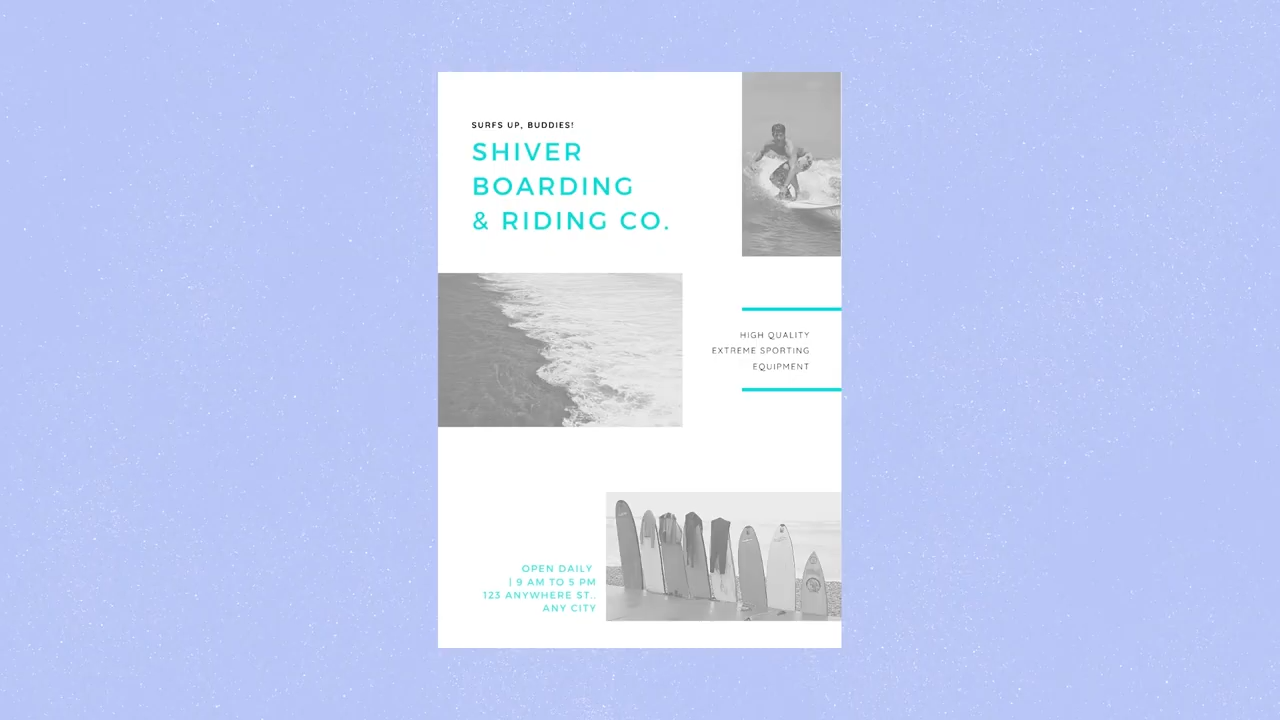 SURFS UP, BUDDIES!
SHIVER
BOARDING
& RIDING CO.
HIGH QUALITY
EXTREME SPORTING
EQUIPMENT
OPEN DAILY
| 9 AM TO 5 PM
123 ANYWHERE ST..
ANY CITY